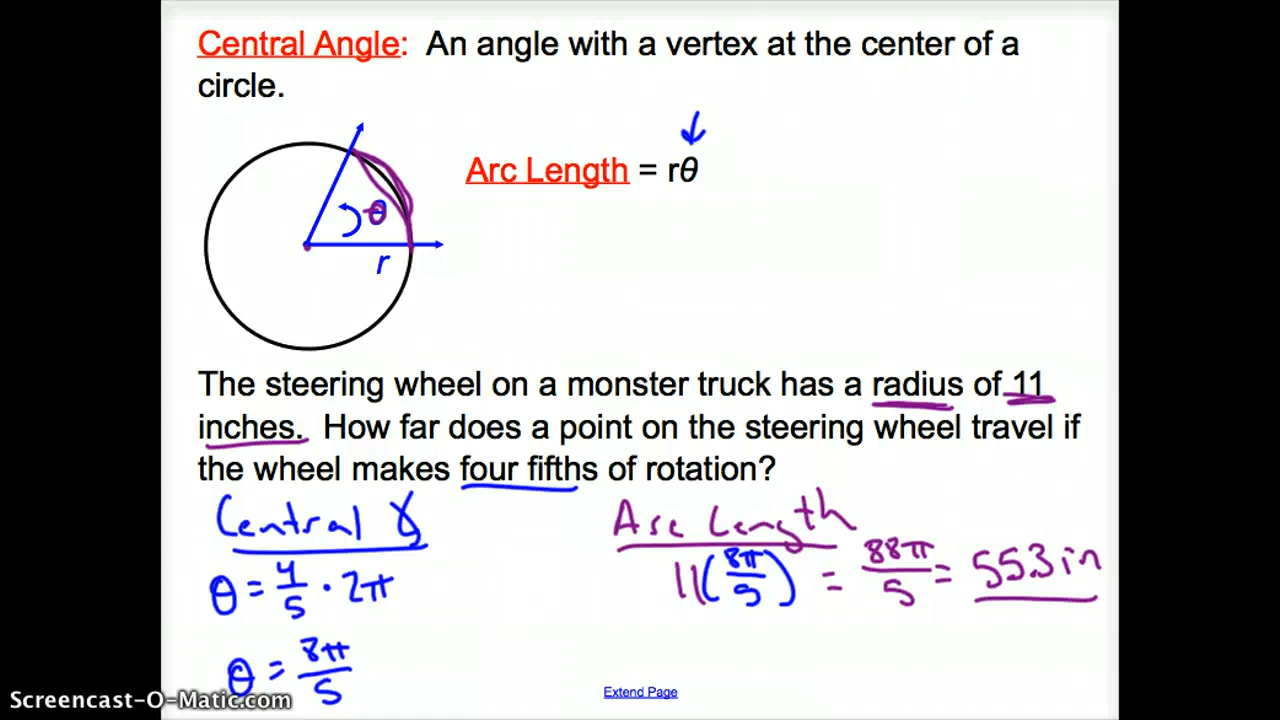 Central Angle: An angle with a vertex at the center of a
circle.
Arc Length = rθ
θ
r
The steering wheel on a monster truck has a radius of 11
inches. How far does a point on the steering wheel travel if
the wheel makes four fifths of rotation?
Central ∠
θ = 4/5 · 2π
θ = 8π/5
Arc Length
11(8π/5) = 88π/5 = 55.3 in
Extend Page
Screencast-O-Matic.com